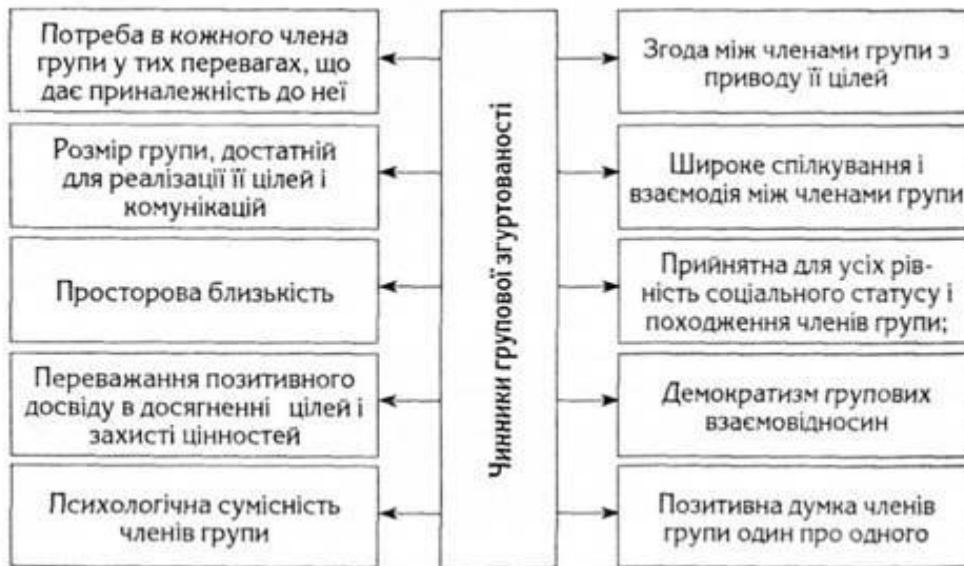 Потреба в кожного члена
групи у тих перевагах, що
дає приналежність до неї
Розмір групи, достатній
для реалізації її цілей і
комунікацій
Просторова близькість
Переважання позитивного
досвіду в досягненні цілей і
захисті цінностей
Психологічна сумісність
членів групи
Чинники групової згуртованості
Згода між членами групи з
приводу її цілей
Широке спілкування і
взаємодія між членами групи
Прийнятна для усіх рів-
ність соціального статусу і
походження членів групи;
Демократизм групових
взаємовідносин
Позитивна думка членів
групи один про одного